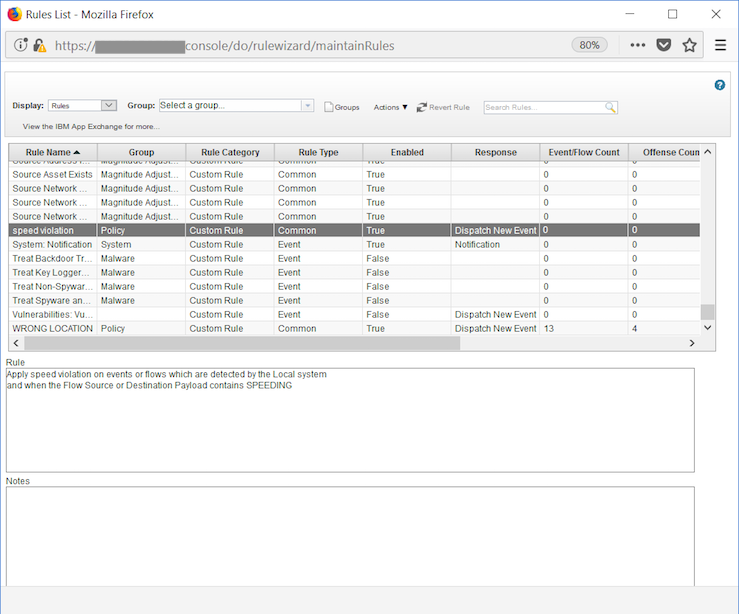 Rules List - Mozilla Firefox
https:// console/do/rulewizard/maintainRules 80%
Display: Rules Group: Select a group... Groups Actions ▼ Revert Rule Search Rules...
View the IBM App Exchange for more...
Rule Name ▲ Group Rule Category Rule Type Enabled Response Event/Flow Count Offense Coun
Source Address I... Magnitude Adjust... Custom Rule Common True 0 0
Source Asset Exists Magnitude Adjust... Custom Rule Common True 0 0
Source Network ... Magnitude Adjust... Custom Rule Common True 0 0
Source Network ... Magnitude Adjust... Custom Rule Common True 0 0
Source Network ... Magnitude Adjust... Custom Rule Common True 0 0
speed violation Policy Custom Rule Common True Dispatch New Event 0 0
System: Notification System Custom Rule Event True Notification 0 0
Treat Backdoor Tr... Malware Custom Rule Event False 0 0
Treat Key Logger... Malware Custom Rule Event False 0 0
Treat Non-Spywar... Malware Custom Rule Event False 0 0
Treat Spyware an... Malware Custom Rule Event False 0 0
Vulnerabilities: Vu... Custom Rule Event False Dispatch New Event 0 0
WRONG LOCATION Policy Custom Rule Common True Dispatch New Event 13 4
Rule
Apply speed violation on events or flows which are detected by the Local system
and when the Flow Source or Destination Payload contains SPEEDING
Notes